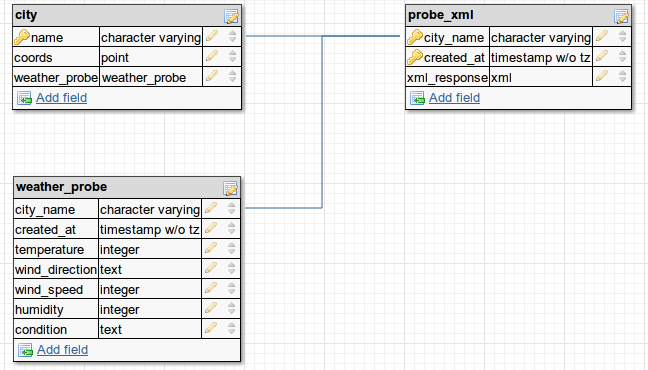 city
name character varying
coords point
weather_probe weather_probe
Add field
probe_xml
city_name character varying
created_at timestamp w/o tz
xml_response xml
Add field
weather_probe
city_name character varying
created_at timestamp w/o tz
temperature integer
wind_direction text
wind_speed integer
humidity integer
condition text
Add field